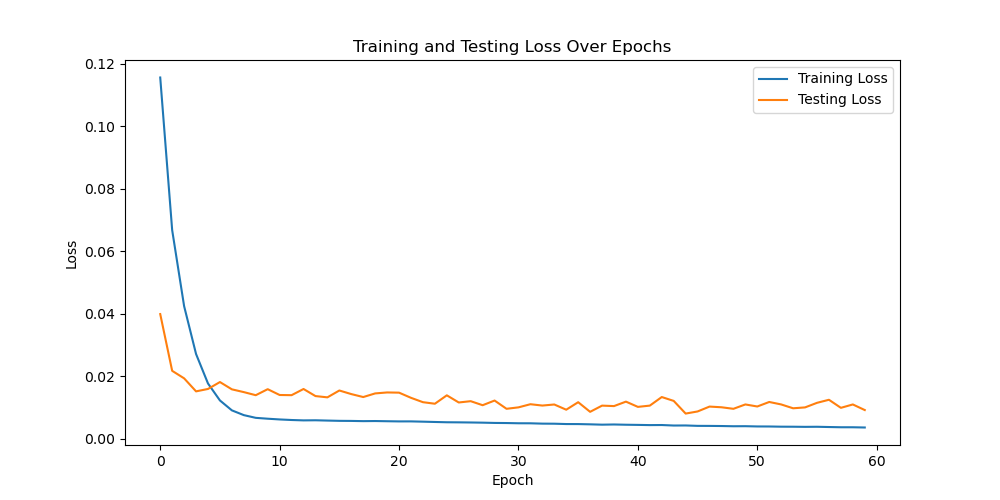 Training and Testing Loss Over Epochs
Training Loss
Testing Loss
0.12
0.10
0.08
0.06
0.04
0.02
0.00
Loss
0 10 20 30 40 50 60
Epoch